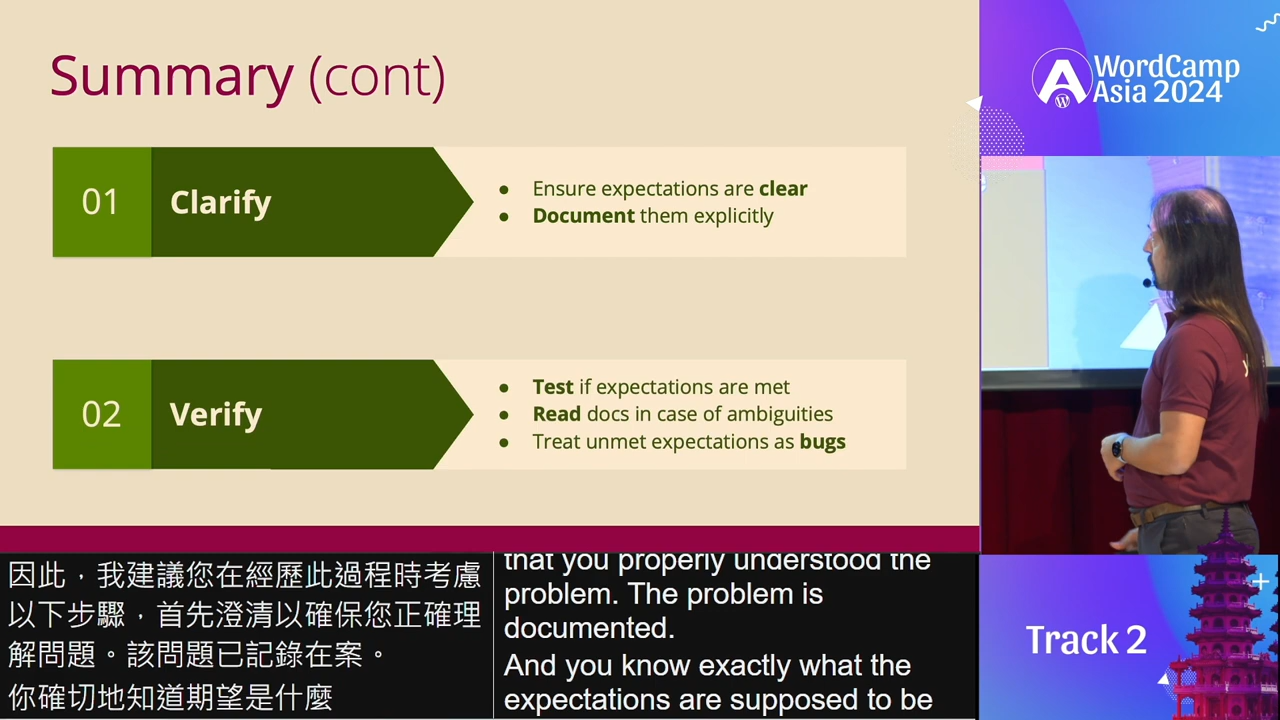 Summary (cont)
01
Clarify
● Ensure expectations are clear
● Document them explicitly
02
Verify
● Test if expectations are met
● Read docs in case of ambiguities
● Treat unmet expectations as bugs
WordCamp
Asia 2024
因此，我建議您在經歷此過程時考慮
以下步驟，首先澄清以確保您正確理
解問題。該問題已記錄在案。
你確切地知道期望是什麼
that you properly understood the
problem. The problem is
documented.
And you know exactly what the
expectations are supposed to be
Track 2